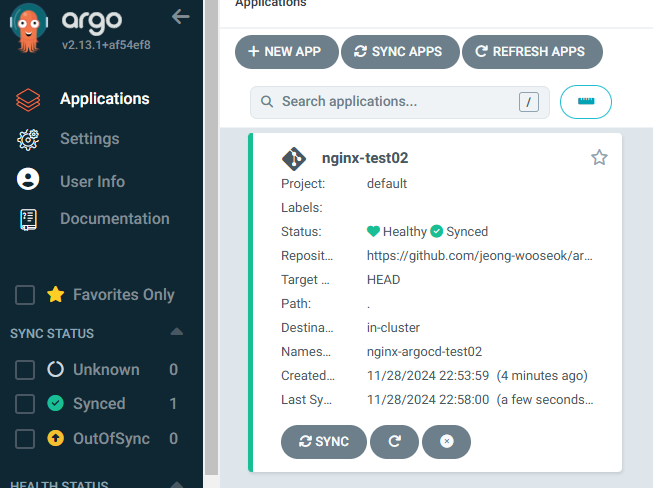 argo
v2.13.1+af54ef8
Applications
Settings
User Info
Documentation
Favorites Only
SYNC STATUS
Unknown 0
Synced 1
OutOfSync 0
HEALTH STATUS
Applications
+ NEW APP
SYNC APPS
REFRESH APPS
Search applications...
/
nginx-test02
Project: default
Labels:
Status: Healthy Synced
Reposit... https://github.com/jeong-wooseok/ar...
Target ... HEAD
Path: .
Destina... in-cluster
Names... nginx-argocd-test02
Created... 11/28/2024 22:53:59 (4 minutes ago)
Last Sy... 11/28/2024 22:58:00 (a few seconds...
SYNC